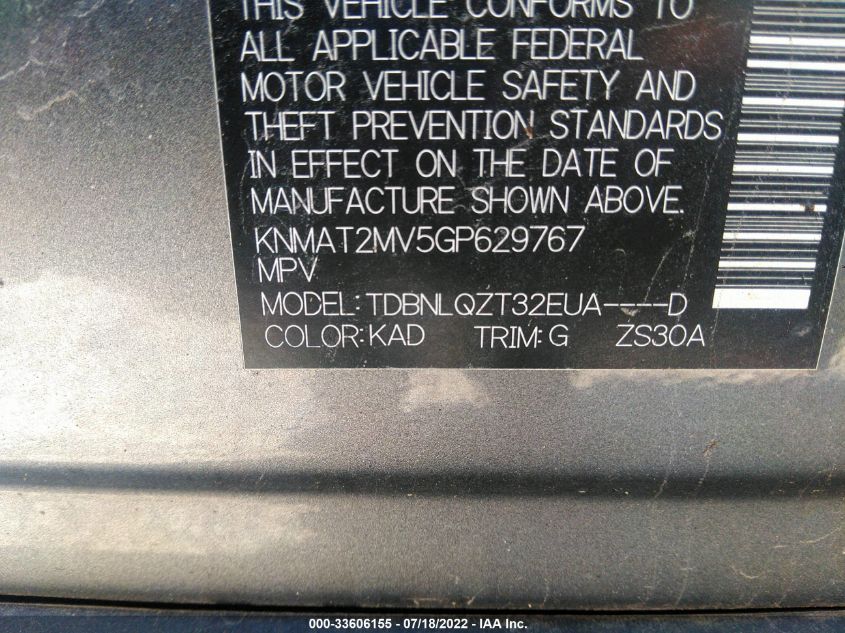 THIS VEHICLE CONFORMS TO
ALL APPLICABLE FEDERAL
MOTOR VEHICLE SAFETY AND
THEFT PREVENTION STANDARDS
IN EFFECT ON THE DATE OF
MANUFACTURE SHOWN ABOVE.
KNMAT2MV5GP629767
MPV
MODEL:TDBNLQZT32EUA----D
COLOR:KAD TRIM:G ZS30A
000-33606155 - 07/18/2022 - IAA Inc.